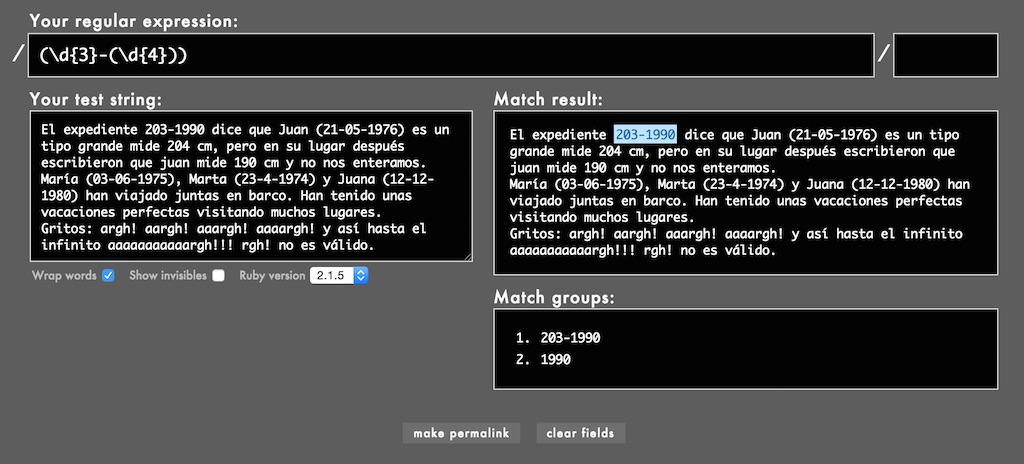 Your regular expression:
/ (\d{3}-(\d{4})) /
Your test string:
El expediente 203-1990 dice que Juan (21-05-1976) es un
tipo grande mide 204 cm, pero en su lugar después
escribieron que juan mide 190 cm y no nos enteramos.
María (03-06-1975), Marta (23-4-1974) y Juana (12-12-
1980) han viajado juntas en barco. Han tenido unas
vacaciones perfectas visitando muchos lugares.
Gritos: argh! aargh! aaargh! aaaargh! y así hasta el
infinito aaaaaaaaaaargh!!! rgh! no es válido.
Wrap words Show invisibles Ruby version 2.1.5
Match result:
El expediente 203-1990 dice que Juan (21-05-1976) es un tipo
grande mide 204 cm, pero en su lugar después escribieron que
juan mide 190 cm y no nos enteramos.
María (03-06-1975), Marta (23-4-1974) y Juana (12-12-1980) han
viajado juntas en barco. Han tenido unas vacaciones perfectas
visitando muchos lugares.
Gritos: argh! aargh! aaargh! aaaargh! y así hasta el infinito
aaaaaaaaaaargh!!! rgh! no es válido.
Match groups:
1. 203-1990
2. 1990
make permalink clear fields